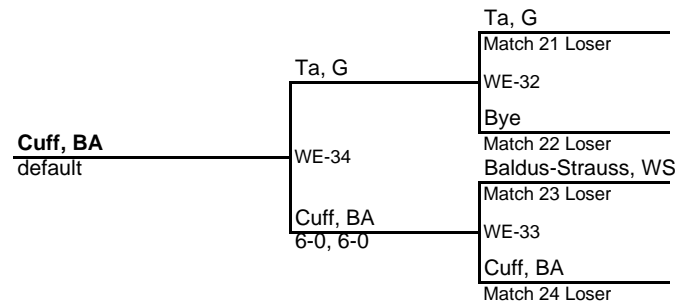 Ta, G
Match 21 Loser
Ta, G
WE-32
Bye
Match 22 Loser
Cuff, BA
default
WE-34
Baldus-Strauss, WS
Match 23 Loser
Cuff, BA
6-0, 6-0
WE-33
Cuff, BA
Match 24 Loser